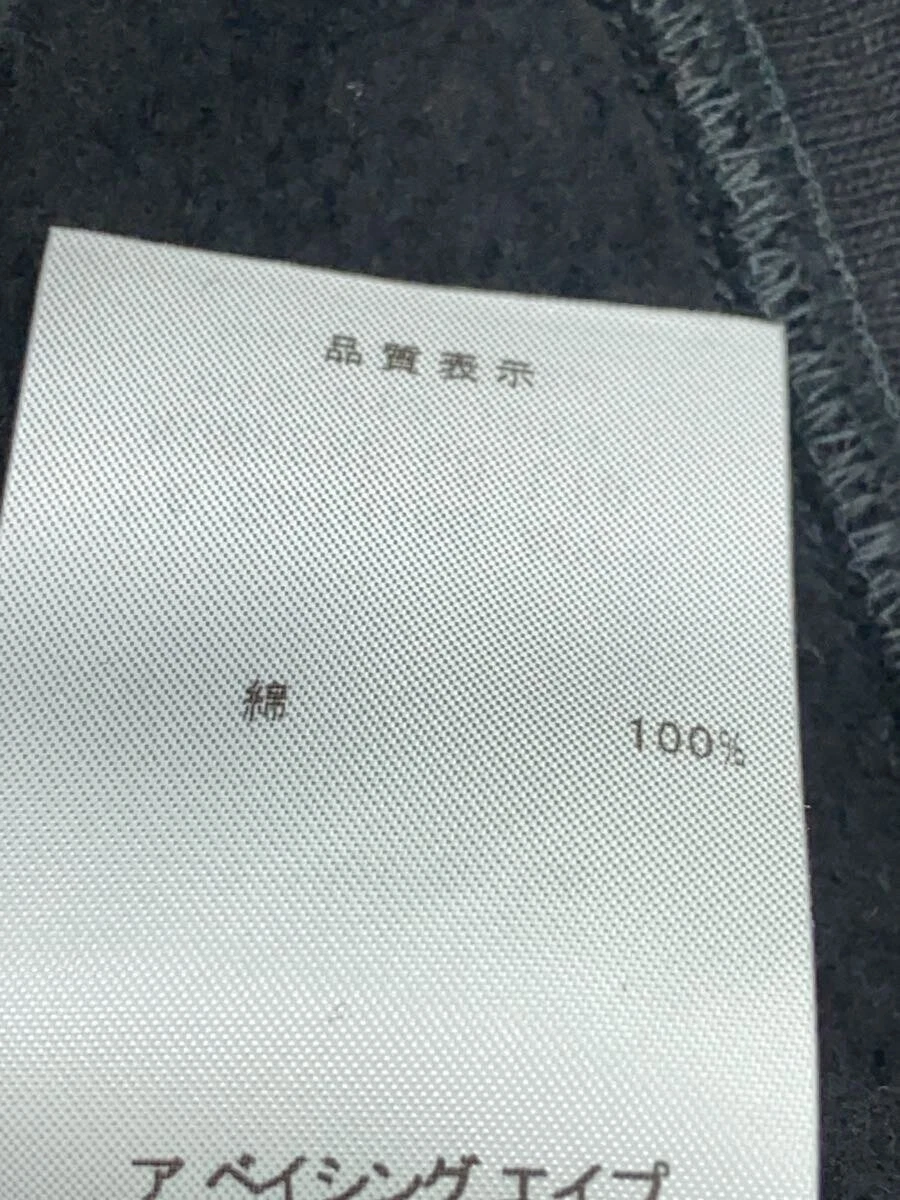 品質表示
綿 100%
ア ベイシング エイプ